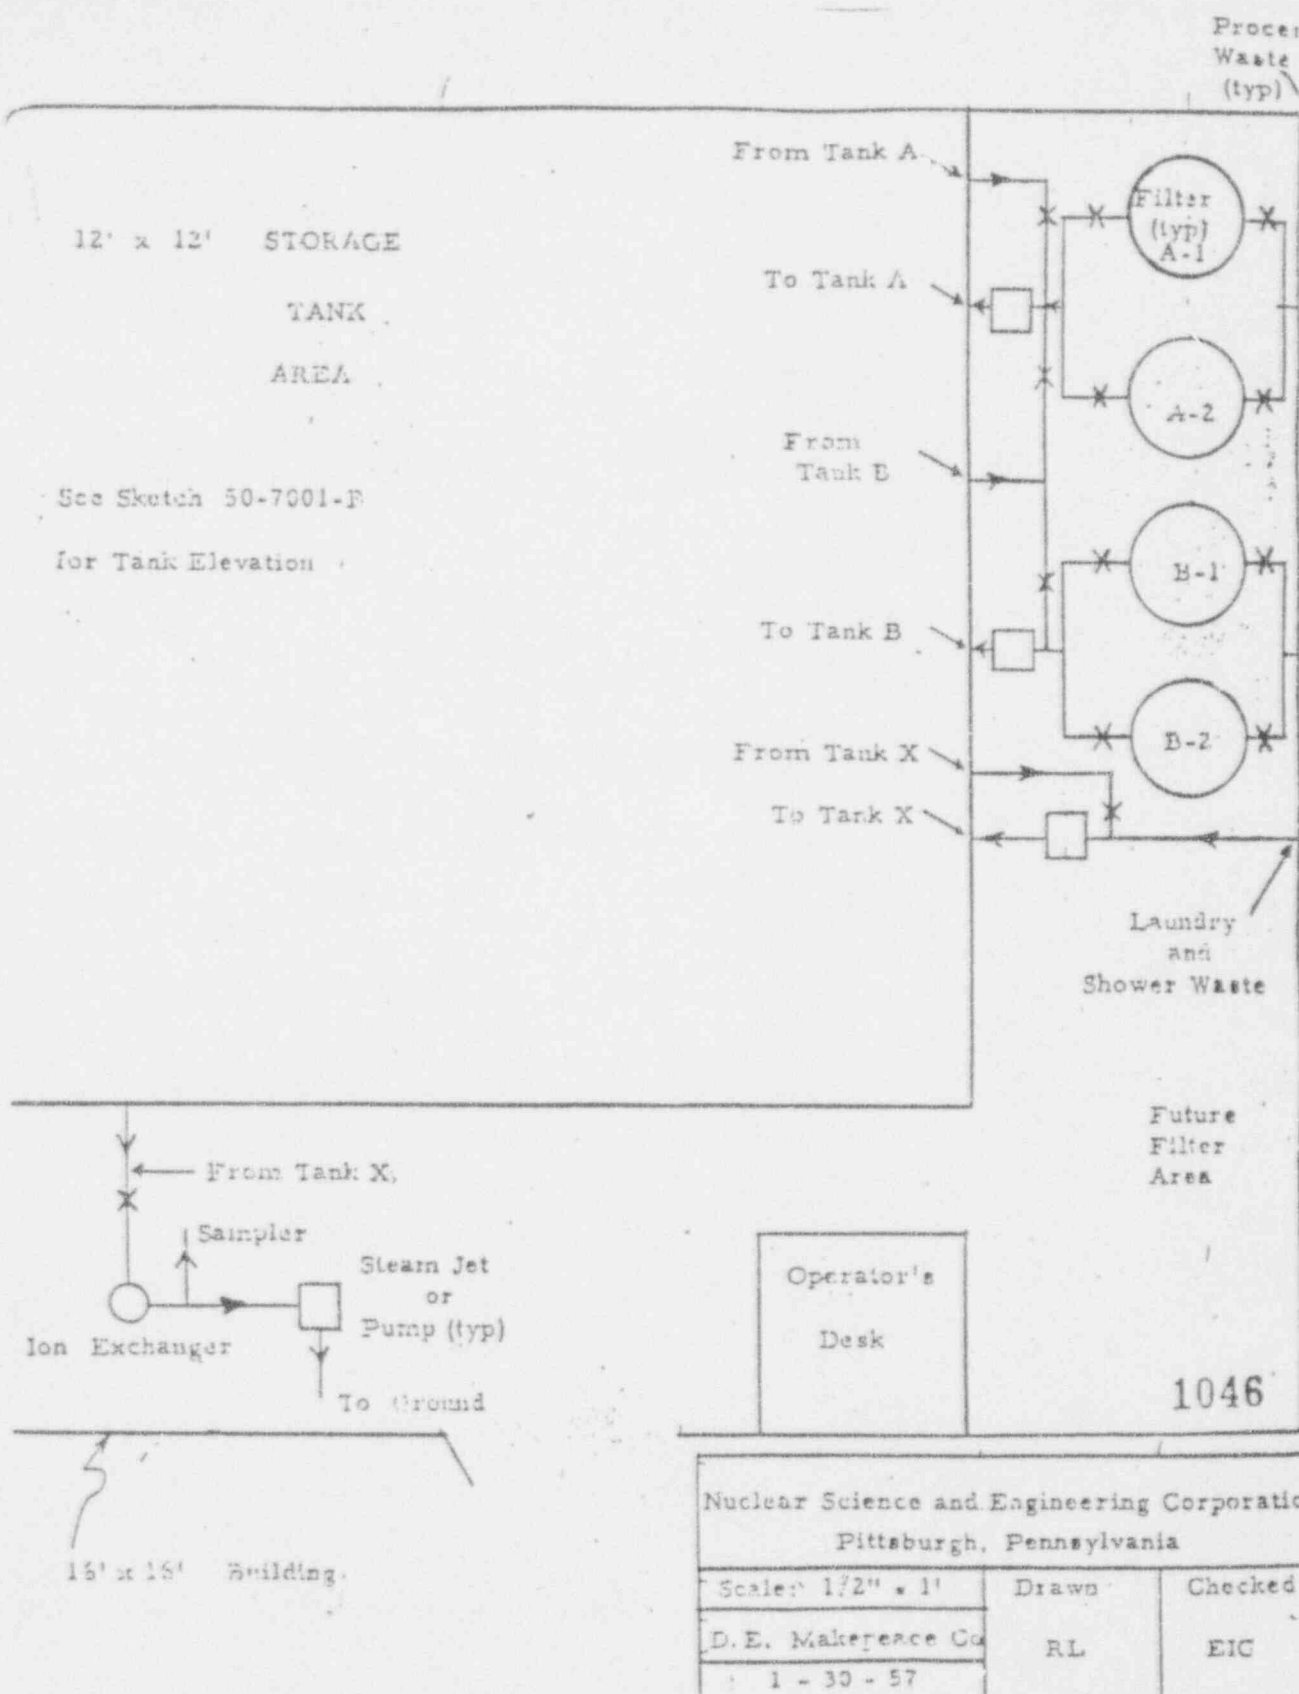 Waste
(typ)
From Tank A
Filter
(typ)
A-1
12' x 12' STORAGE
TANK
AREA
To Tank A
A-2
From
Tank B
See Sketch 50-7001-B
for Tank Elevation
B-1
To Tank B
B-2
From Tank X
To Tank X
Laundry
and
Shower Waste
Future
Filter
Area
From Tank X
Sampler
Steam Jet
or
Pump (typ)
Ion Exchanger
To Ground
Operator's
Desk
1046
16' x 16' Building
Nuclear Science and Engineering
Pittsburgh, Pennsylvania
Scale: 1/2" = 1'
Drawn
Checked
D.E. Makepeace Co
RL
EIC
1 - 30 - 57